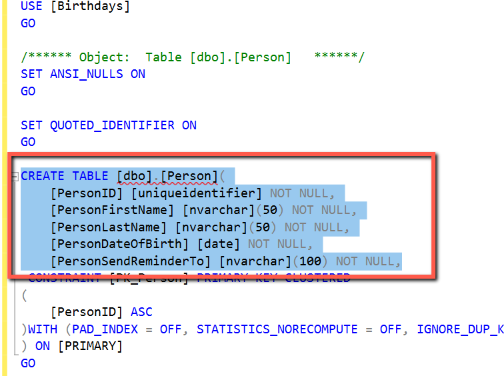 USE [Birthdays]
GO
/****** Object:  Table [dbo].[Person]   ******/
SET ANSI_NULLS ON
GO
SET QUOTED_IDENTIFIER ON
GO
CREATE TABLE [dbo].[Person](
[PersonID] [uniqueidentifier] NOT NULL,
[PersonFirstName] [nvarchar](50) NOT NULL,
[PersonLastName] [nvarchar](50) NOT NULL,
[PersonDateOfBirth] [date] NOT NULL,
[PersonSendReminderTo] [nvarchar](100) NOT NULL,
CONSTRAINT [PK_Person] PRIMARY KEY CLUSTERED
(
[PersonID] ASC
)WITH (PAD_INDEX = OFF, STATISTICS_NORECOMPUTE = OFF, IGNORE_DUP_K
) ON [PRIMARY]
GO